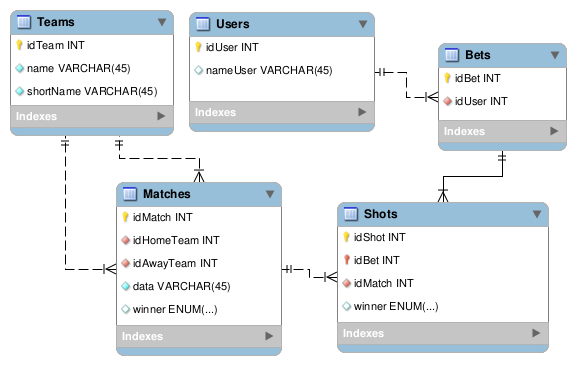 Teams
idTeam INT
name VARCHAR(45)
shortName VARCHAR(45)
Indexes
Users
idUser INT
nameUser VARCHAR(45)
Indexes
Bets
idBet INT
idUser INT
Indexes
Matches
idMatch INT
idHomeTeam INT
idAwayTeam INT
data VARCHAR(45)
winner ENUM(...)
Indexes
Shots
idShot INT
idBet INT
idMatch INT
winner ENUM(...)
Indexes